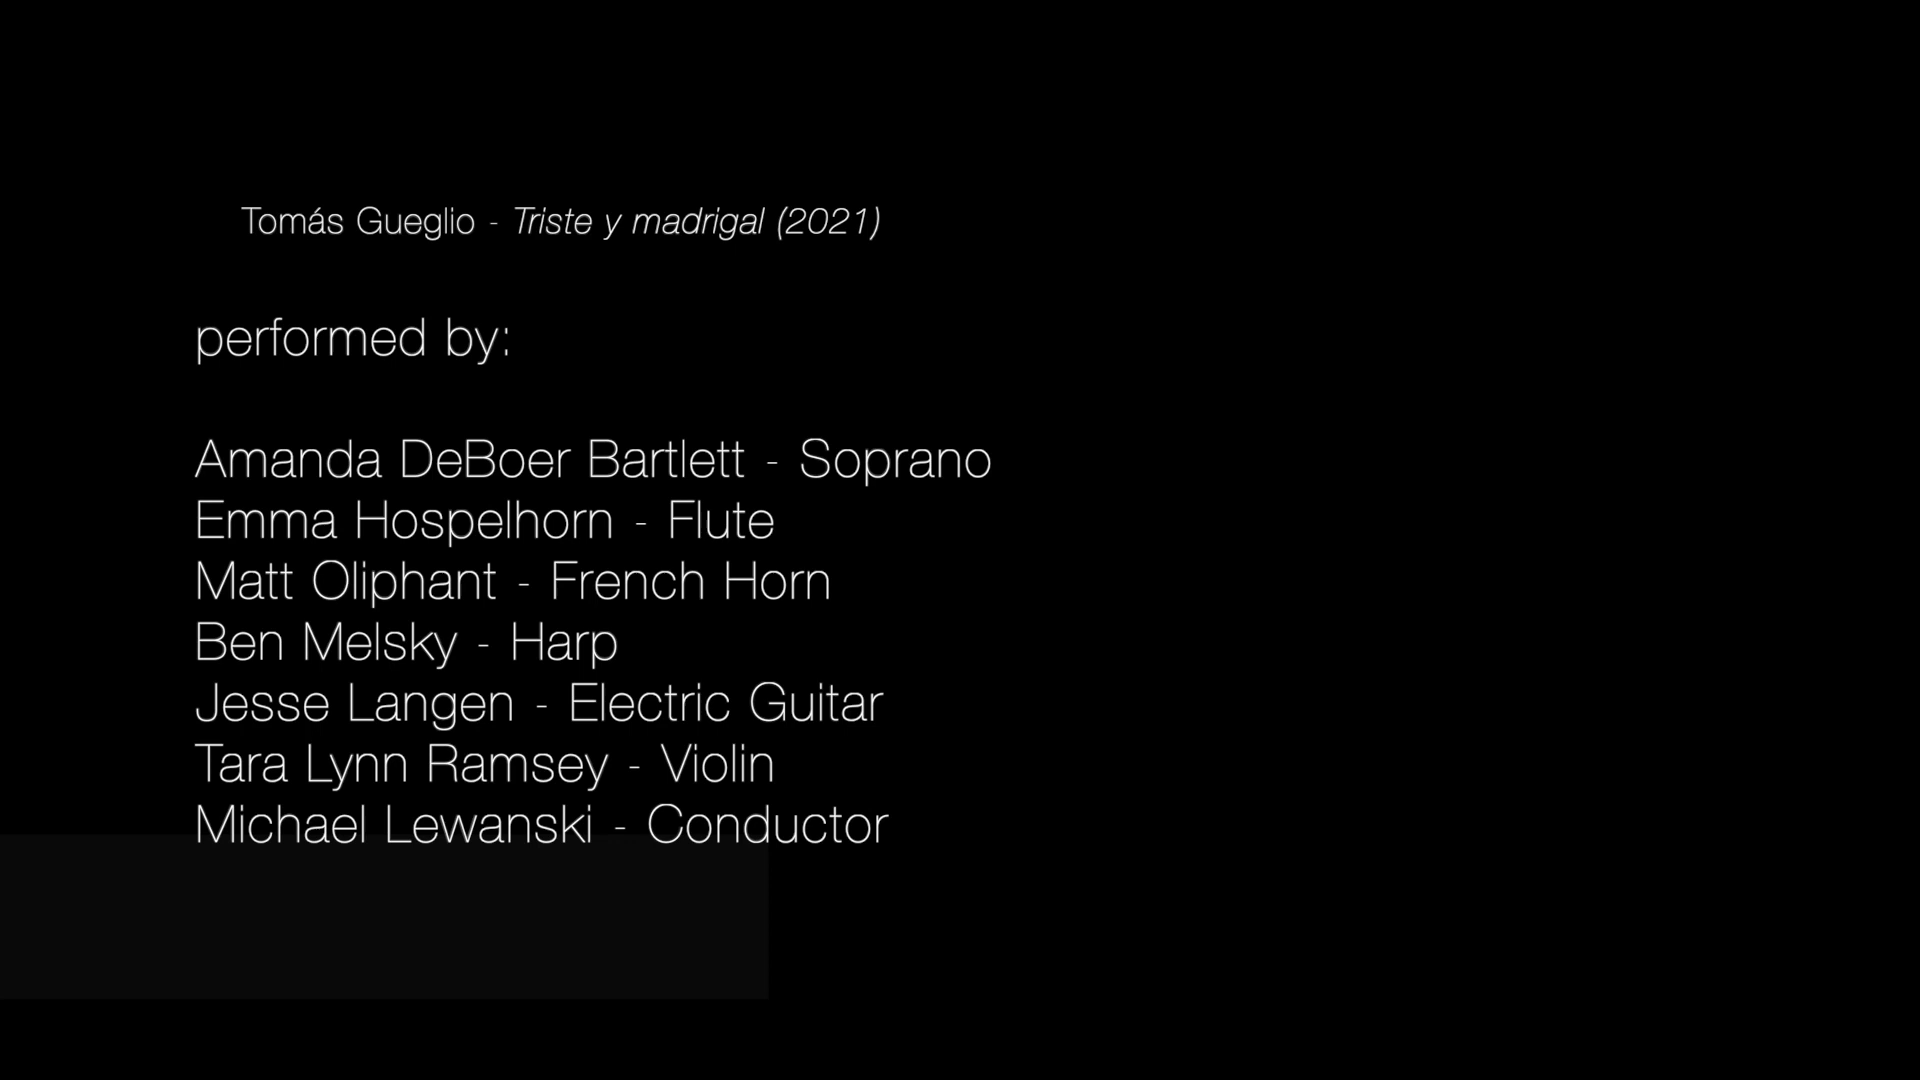 Tomás Gueglio - Triste y madrigal (2021)
performed by:
Amanda DeBoer Bartlett - Soprano
Emma Hospelhorn - Flute
Matt Oliphant - French Horn
Ben Melsky - Harp
Jesse Langen - Electric Guitar
Tara Lynn Ramsey - Violin
Michael Lewanski - Conductor